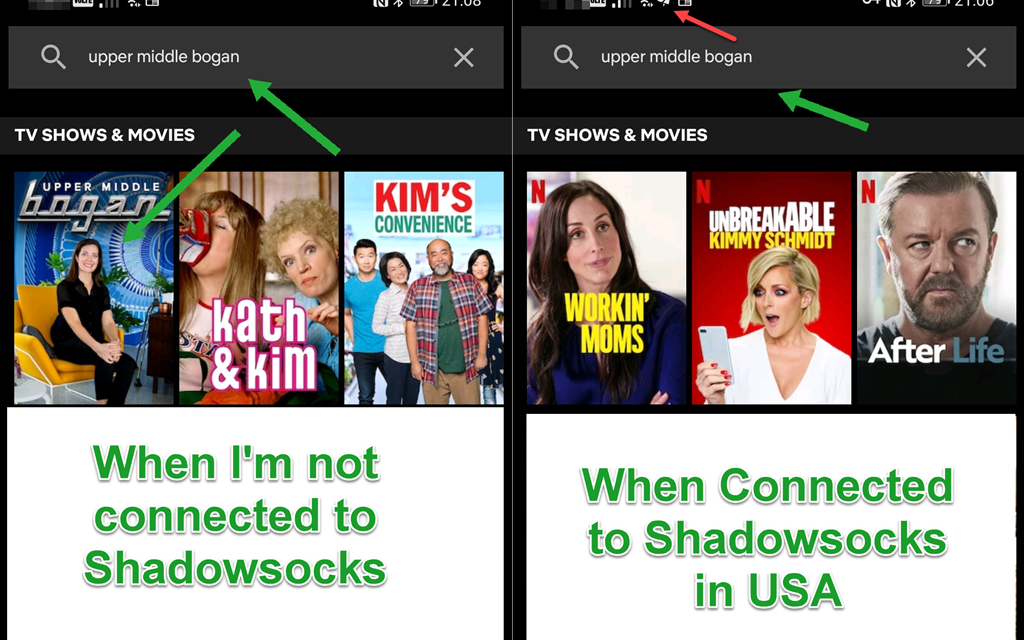 21:08
upper middle bogan
TV SHOWS & MOVIES
UPPER MIDDLE
bogan
kath
& kim
KIM'S
CONVENIENCE
When I'm not
connected to
Shadowsocks
21:06
upper middle bogan
TV SHOWS & MOVIES
N
WORKIN'
MOMS
N
UNBREAKABLE
KIMMY SCHMIDT
N
After Life
When Connected
to Shadowsocks
in USA